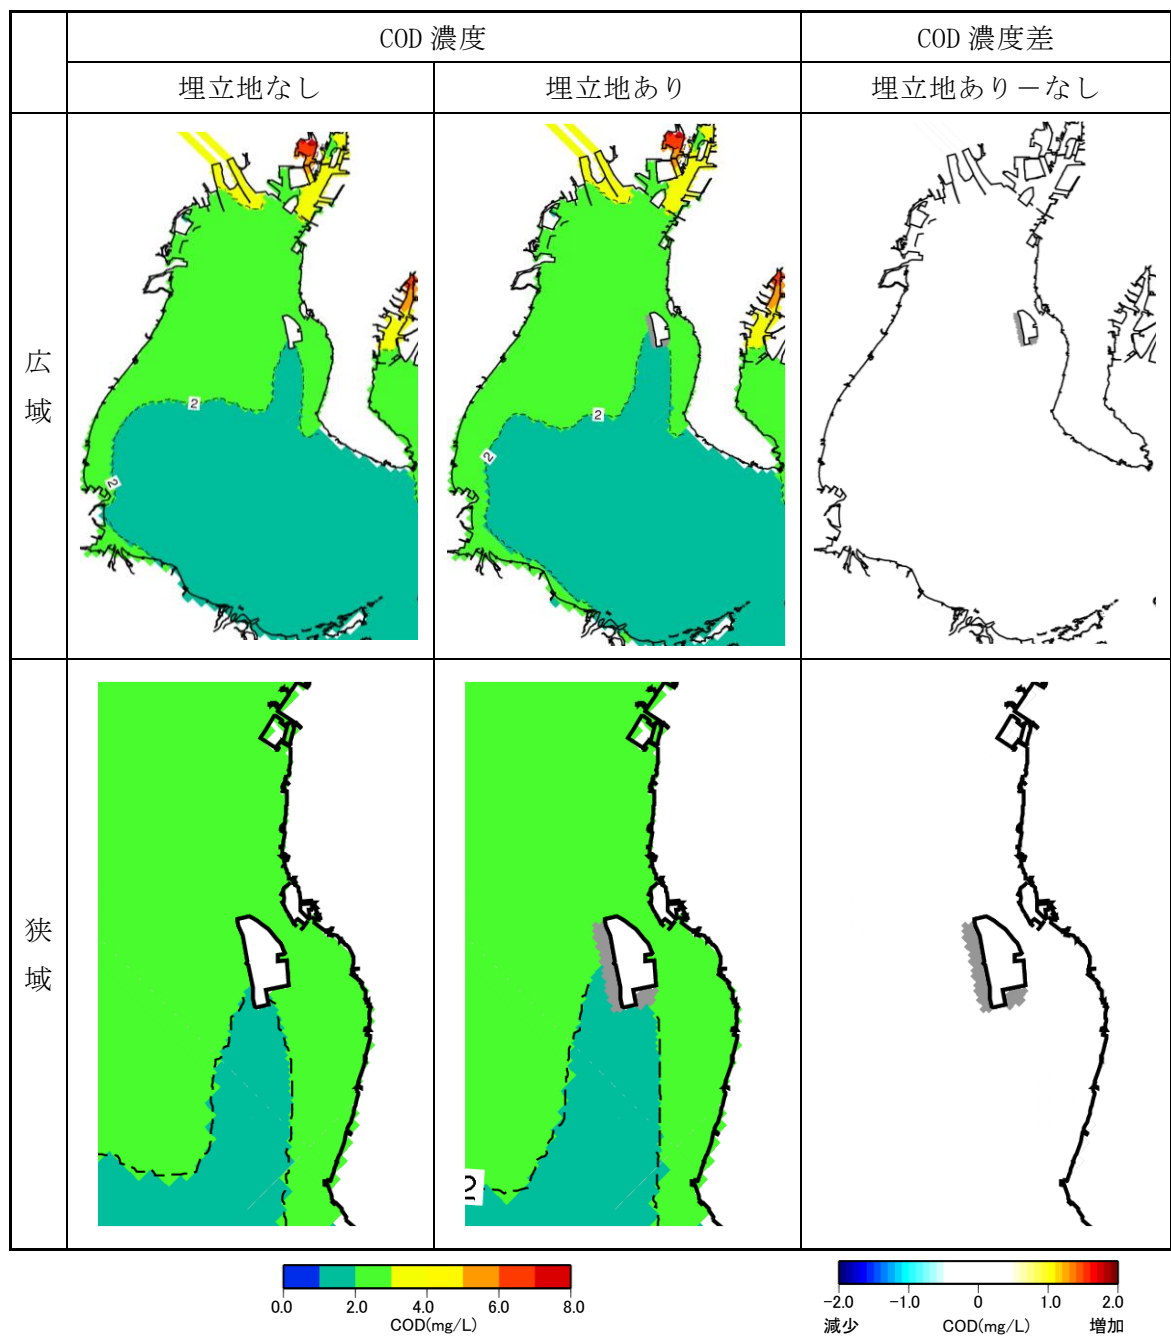 COD 濃度
COD 濃度差
埋立地なし
埋立地あり
埋立地あり－なし
広域
2
2
2
2
狭域
2
0.0 2.0 4.0 6.0 8.0
COD(mg/L)
-2.0 -1.0 0 1.0 2.0
減少 COD(mg/L) 増加